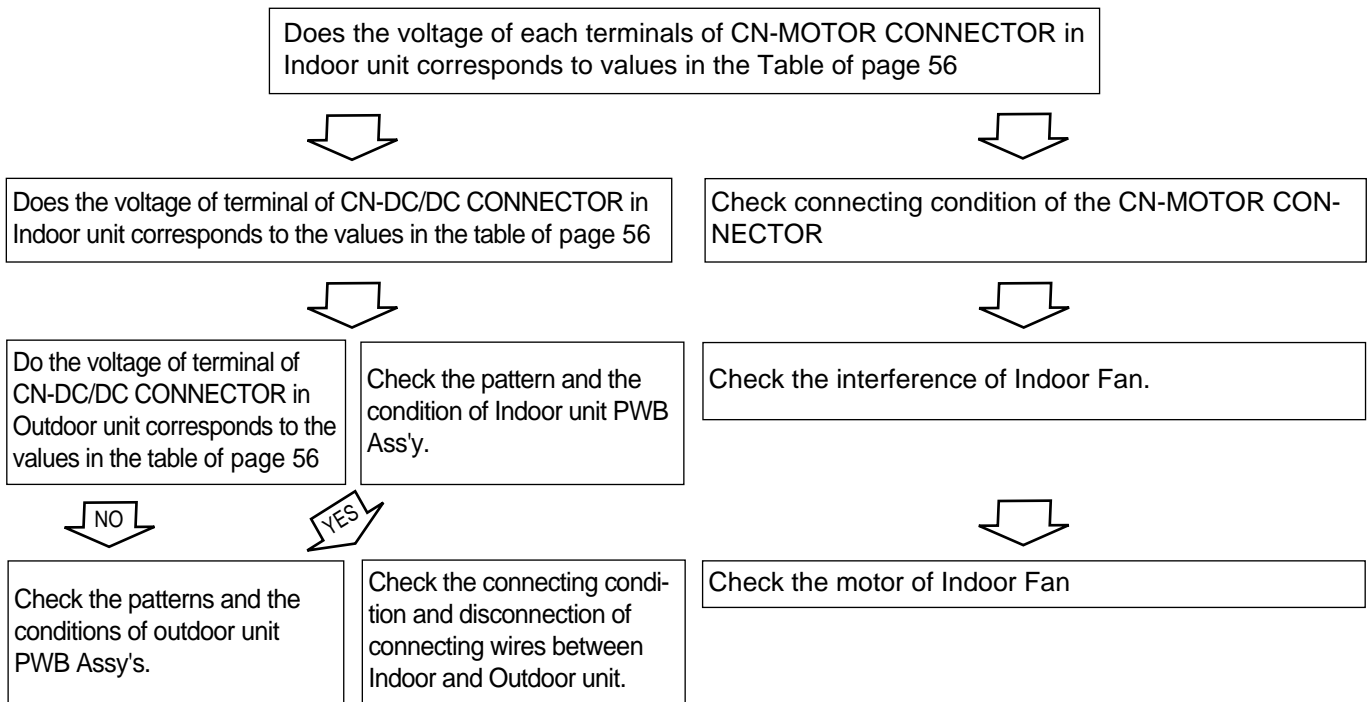 Does the voltage of each terminals of CN-MOTOR CONNECTOR in
Indoor unit corresponds to values in the Table of page 56
Does the voltage of terminal of CN-DC/DC CONNECTOR in
Indoor unit corresponds to the values in the table of page 56
Check connecting condition of the CN-MOTOR CON-
NECTOR
Do the voltage of terminal of
CN-DC/DC CONNECTOR in
Outdoor unit corresponds to the
values in the table of page 56
Check the pattern and the
condition of Indoor unit PWB
Ass'y.
Check the interference of Indoor Fan.
NO
YES
Check the patterns and the
conditions of outdoor unit
PWB Assy's.
Check the connecting condi-
tion and disconnection of
connecting wires between
Indoor and Outdoor unit.
Check the motor of Indoor Fan